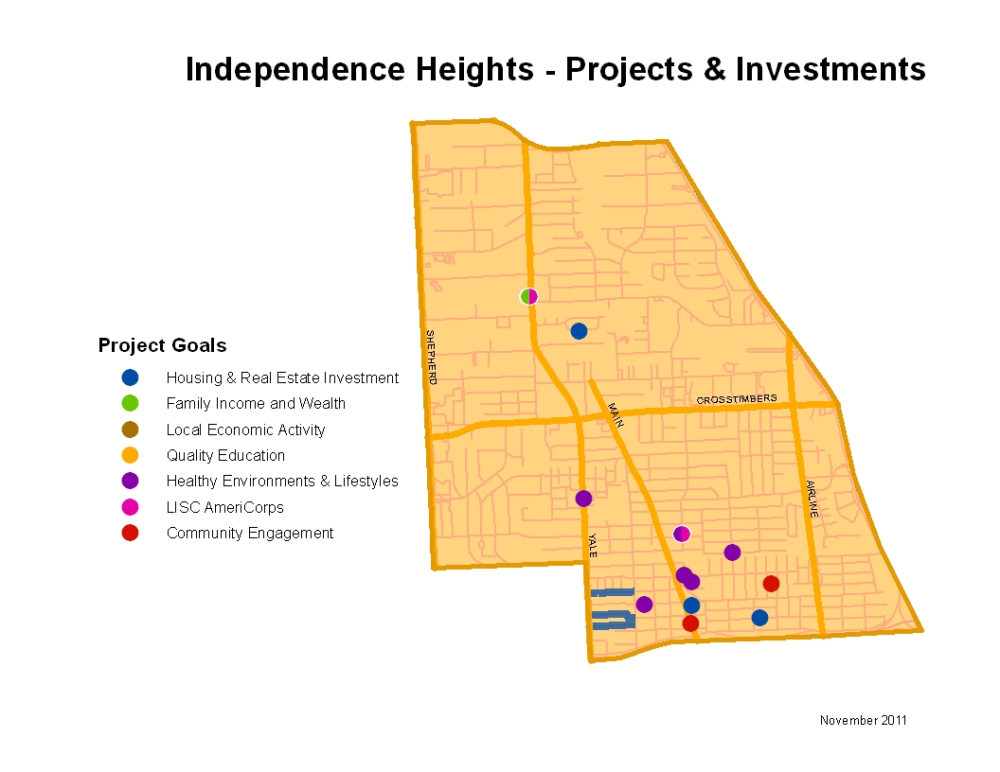 Independence Heights - Projects & Investments
SHEPHERD
Project Goals
Housing & Real Estate Investment
Family Income and Wealth
Local Economic Activity
Quality Education
Healthy Environments & Lifestyles
LISC AmeriCorps
Community Engagement
CROSSTIMBERS
MAIN
AIRLINE
YALE
November 2011